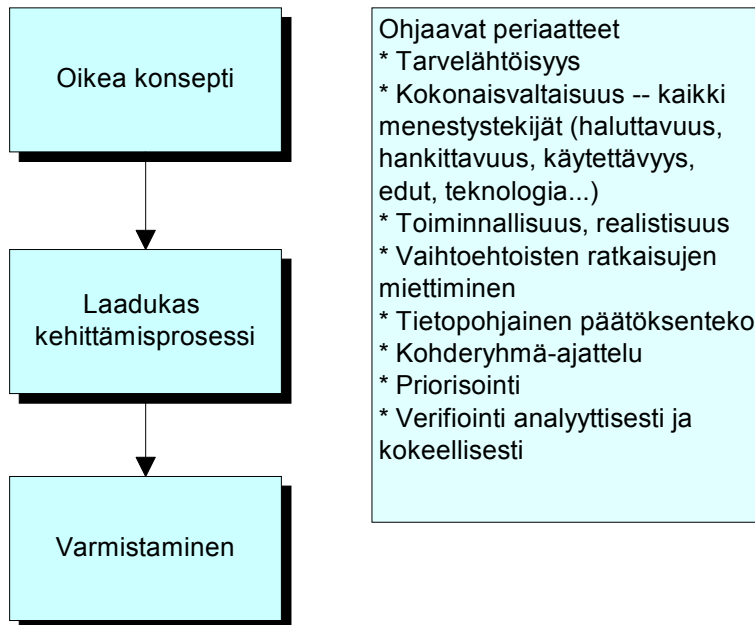 Oikea konsepti
Laadukas
kehittämisprosessi
Varmistaminen
Ohjaavat periaatteet
* Tarvelähtöisyys
* Kokonaisvaltaisuus -- kaikki
menestystekijät (haluttavuus,
hankittavuus, käytettävyys,
edut, teknologia...)
* Toiminnallisuus, realistisuus
* Vaihtoehtoisten ratkaisujen
miettiminen
* Tietopohjainen päätöksenteko
* Kohderyhmä-ajattelu
* Priorisointi
* Verifiointi analyyttisesti ja
kokeellisesti